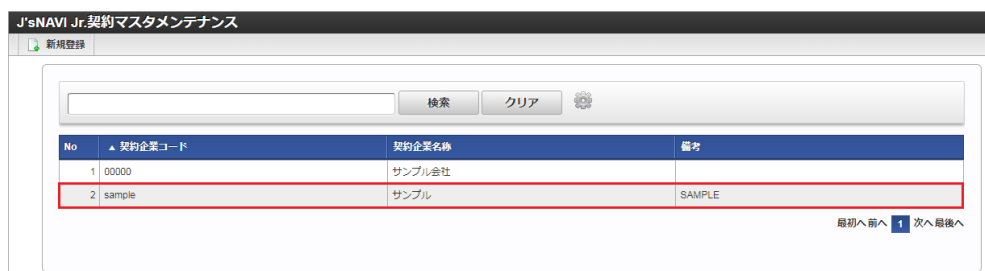 J'sNAVI Jr.契約マスタメンテナンス
新規登録
検索 クリア
No ▲ 契約企業コード 契約企業名称 備考
1 00000 サンプル会社
2 sample サンプル SAMPLE
最初へ 前へ 1 次へ 最後へ